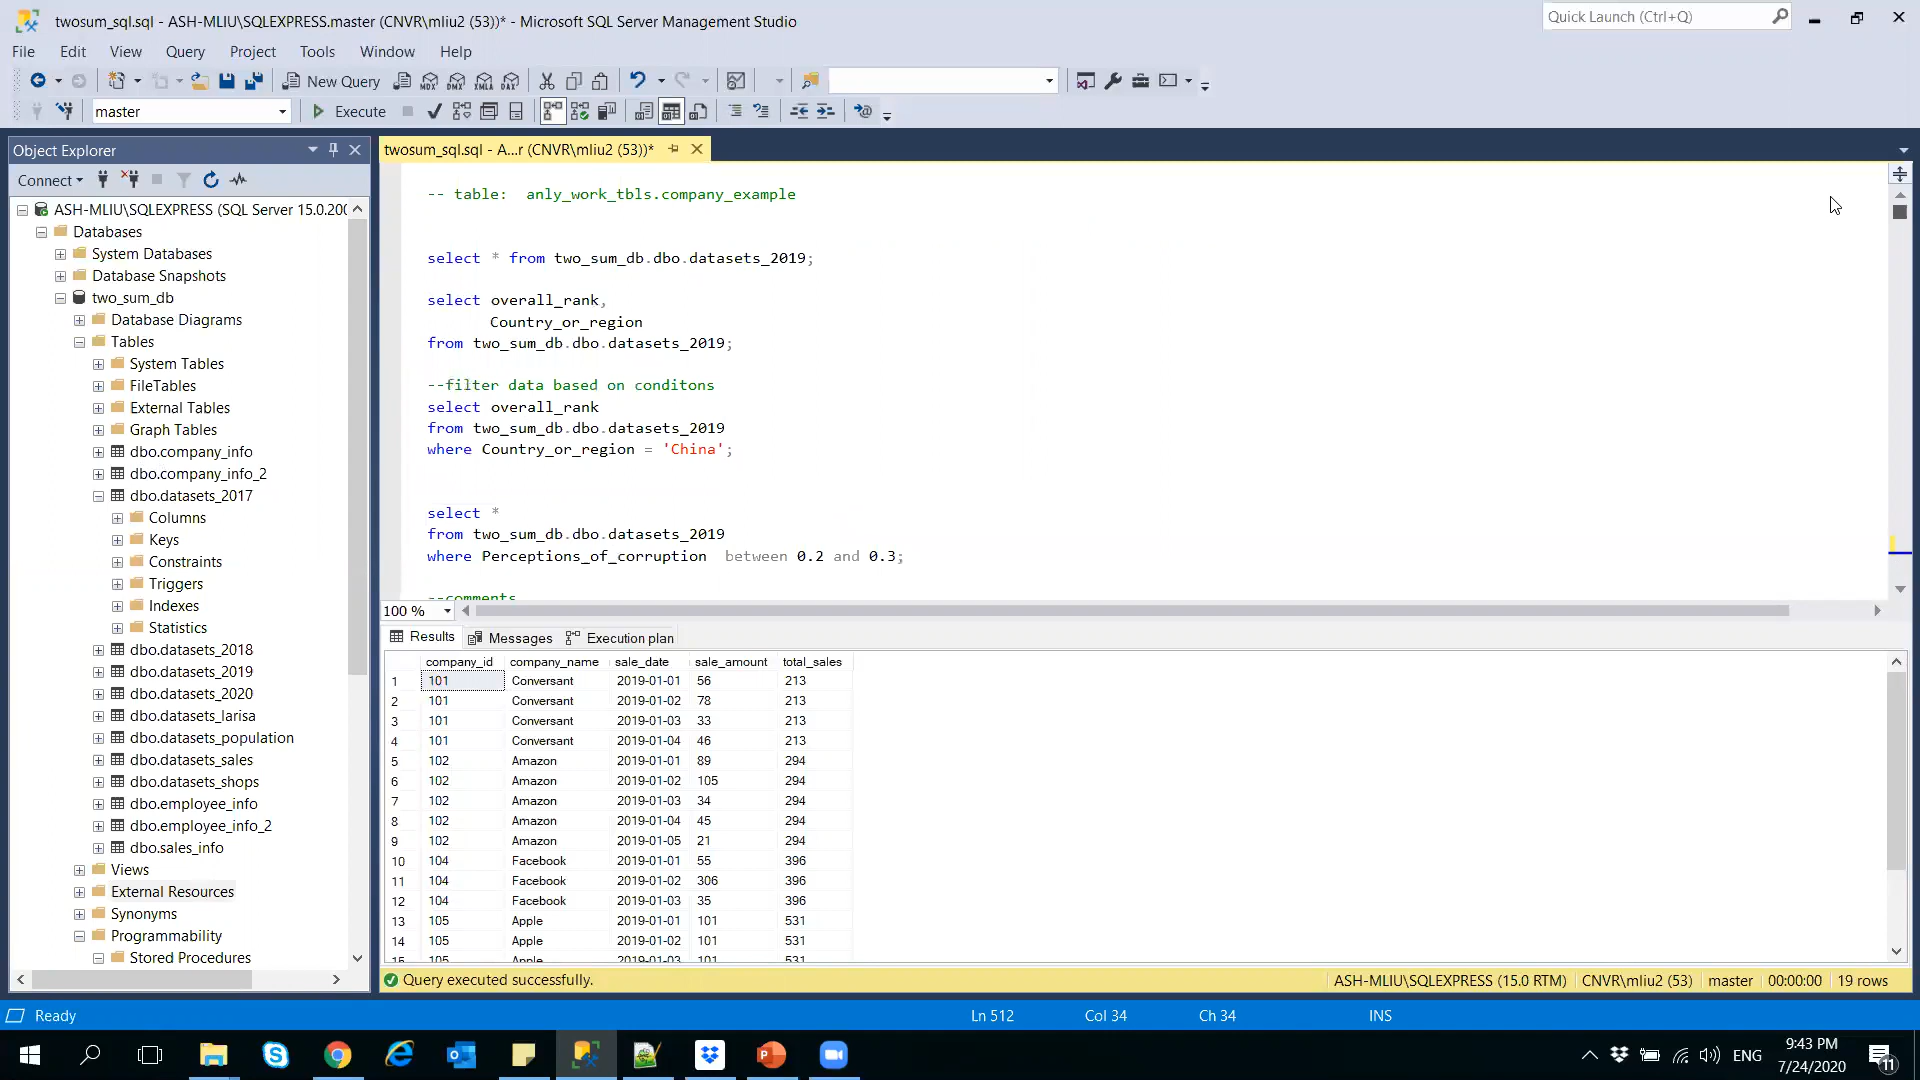 twosum_sql.sql - ASH-MLIU\SQLEXPRESS.master (CNVR\mliu2 (53))* - Microsoft SQL Server Management Studio
Quick Launch (Ctrl+Q)
File Edit View Query Project Tools Window Help
New Query
MDX DMX XMLA DAX
master
Execute
Object Explorer
twosum_sql.sql - A...r (CNVR\mliu2 (53))*
Connect
ASH-MLIU\SQLEXPRESS (SQL Server 15.0.200
Databases
System Databases
Database Snapshots
two_sum_db
Database Diagrams
Tables
System Tables
FileTables
External Tables
Graph Tables
dbo.company_info
dbo.company_info_2
dbo.datasets_2017
Columns
Keys
Constraints
Triggers
Indexes
Statistics
dbo.datasets_2018
dbo.datasets_2019
dbo.datasets_2020
dbo.datasets_larisa
dbo.datasets_population
dbo.datasets_sales
dbo.datasets_shops
dbo.employee_info
dbo.employee_info_2
dbo.sales_info
Views
External Resources
Synonyms
Programmability
Stored Procedures
-- table:  anly_work_tbls.company_example
select * from two_sum_db.dbo.datasets_2019;
select overall_rank,
Country_or_region
from two_sum_db.dbo.datasets_2019;
--filter data based on conditons
select overall_rank
from two_sum_db.dbo.datasets_2019
where Country_or_region = 'China';
select *
from two_sum_db.dbo.datasets_2019
where Perceptions_of_corruption  between 0.2 and 0.3;
--comments
100 %
Results Messages Execution plan
company_id company_name sale_date sale_amount total_sales
1 101 Conversant 2019-01-01 56 213
2 101 Conversant 2019-01-02 78 213
3 101 Conversant 2019-01-03 33 213
4 101 Conversant 2019-01-04 46 213
5 102 Amazon 2019-01-01 89 294
6 102 Amazon 2019-01-02 105 294
7 102 Amazon 2019-01-03 34 294
8 102 Amazon 2019-01-04 45 294
9 102 Amazon 2019-01-05 21 294
10 104 Facebook 2019-01-01 55 396
11 104 Facebook 2019-01-02 306 396
12 104 Facebook 2019-01-03 35 396
13 105 Apple 2019-01-01 101 531
14 105 Apple 2019-01-02 101 531
15 105 Apple 2019-01-03 101 531
Query executed successfully.
ASH-MLIU\SQLEXPRESS (15.0 RTM) CNVR\mliu2 (53) master 00:00:00 19 rows
Ready
Ln 512 Col 34 Ch 34 INS
ENG
9:43 PM
7/24/2020
11